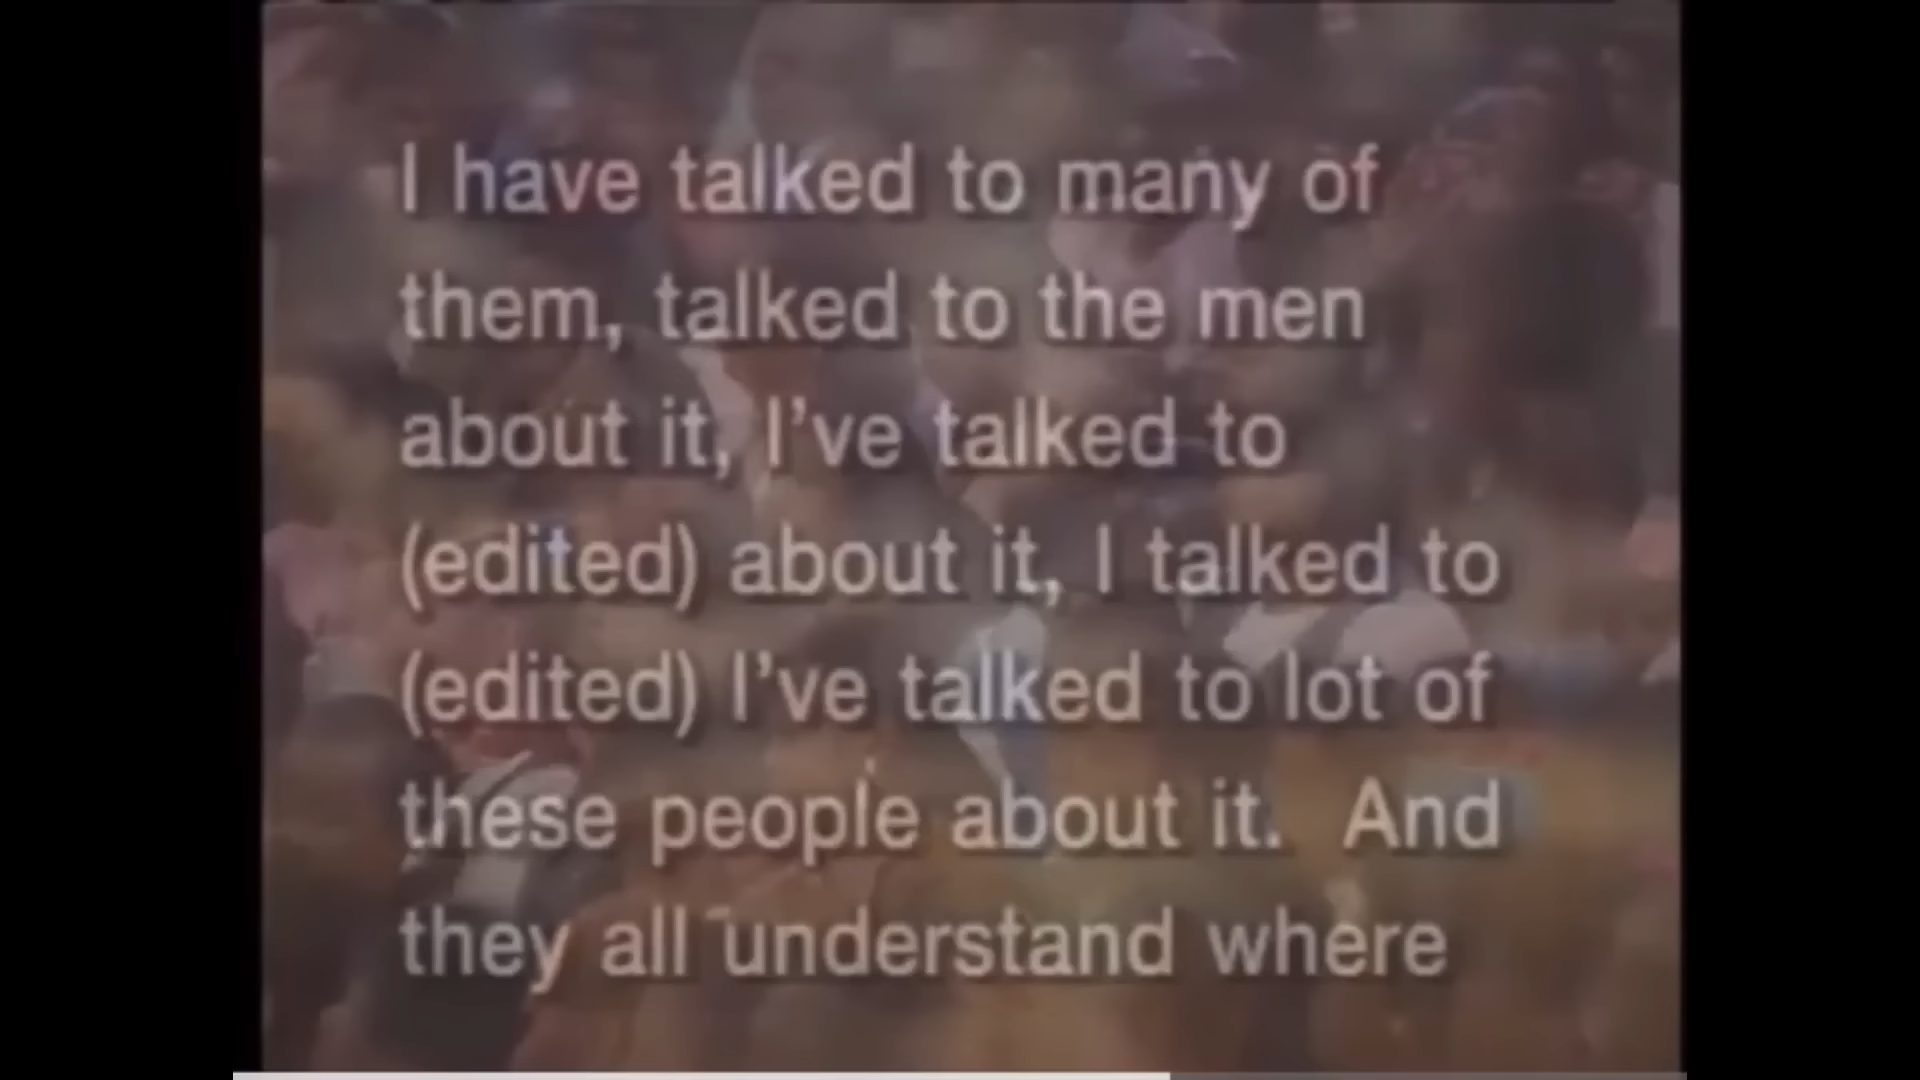 I have talked to many of
them, talked to the men
about it, I've talked to
(edited) about it, I talked to
(edited) I've talked to lot of
these people about it.  And
they all understand where